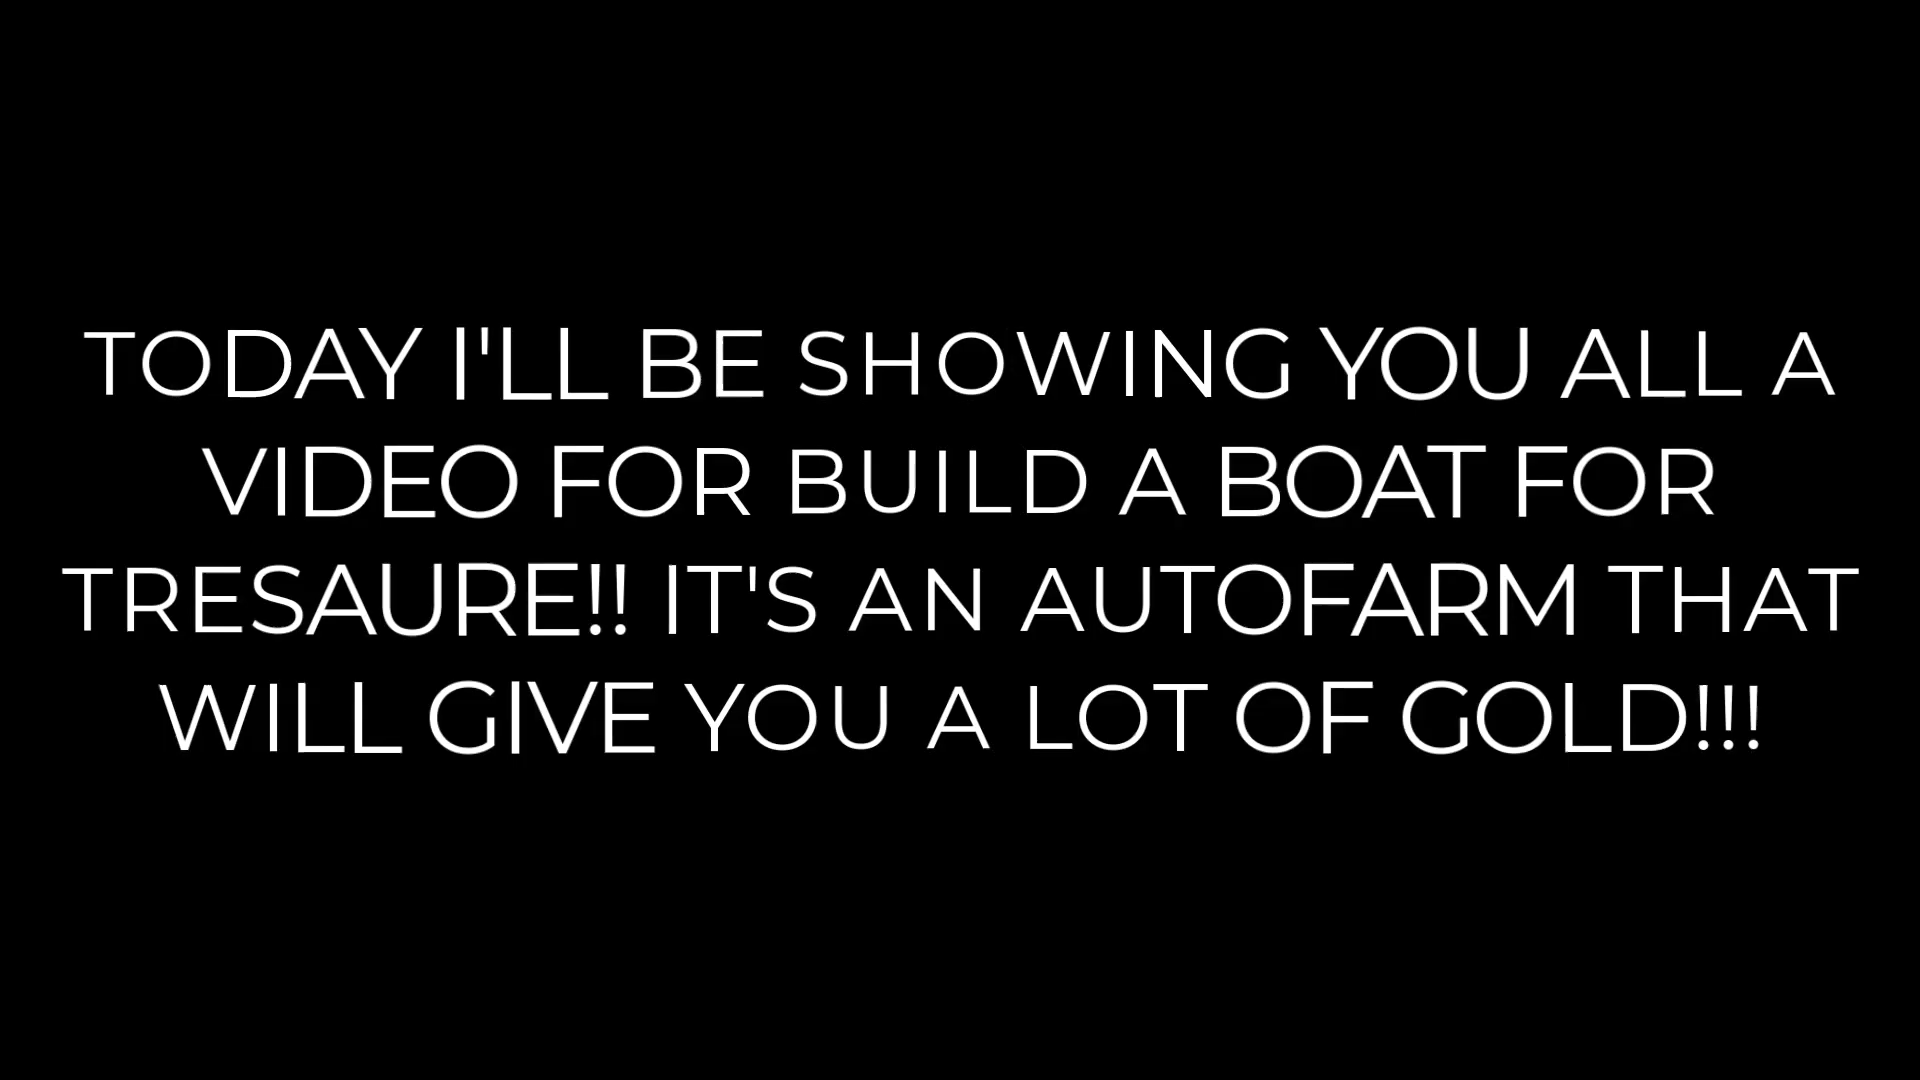 TODAY I'LL BE SHOWING YOU ALL A
VIDEO FOR BUILD A BOAT FOR
TRESAURE!! IT'S AN AUTOFARM THAT
WILL GIVE YOU A LOT OF GOLD!!!